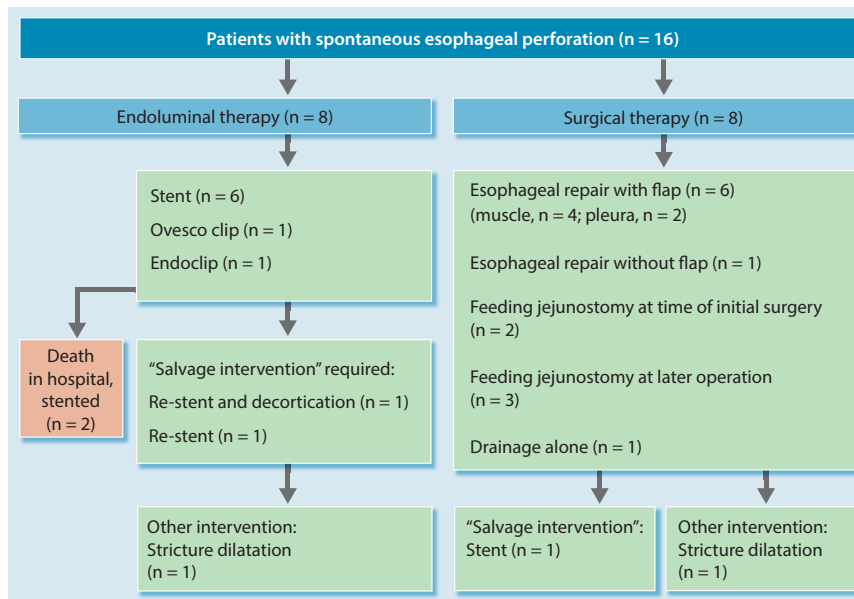 Patients with spontaneous esophageal perforation (n = 16)
Endoluminal therapy (n = 8)
Surgical therapy (n = 8)
Stent (n = 6)
Ovesco clip (n = 1)
Endoclip (n = 1)
Esophageal repair with flap (n = 6)
(muscle, n = 4; pleura, n = 2)
Esophageal repair without flap (n = 1)
Feeding jejunostomy at time of initial surgery
(n = 2)
Feeding jejunostomy at later operation
(n = 3)
Drainage alone (n = 1)
Death
in hospital,
stented
(n = 2)
“Salvage intervention” required:
Re-stent and decortication (n = 1)
Re-stent (n = 1)
Other intervention:
Stricture dilatation
(n = 1)
“Salvage intervention”:
Stent (n = 1)
Other intervention:
Stricture dilatation
(n = 1)